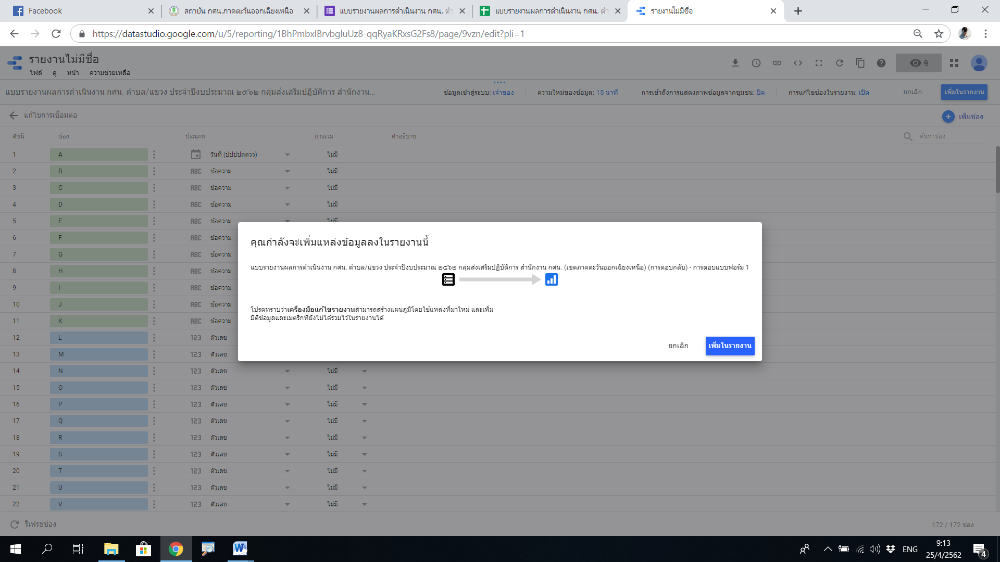 Facebook
สถาบัน กศน.ภาคตะวันออกเฉียงเหนือ
แบบรายงานผลการดำเนินงาน กศน. ตำ
แบบรายงานผลการดำเนินงาน กศน. ตำ
รายงานไม่มีชื่อ
https://datastudio.google.com/u/5/reporting/1BhPmbxIBrvbgluUz8-qqRyaKRxsG2Fs8/page/9vzn/edit?pli=1
รายงานไม่มีชื่อ
ไฟล์ ดู หน้า ความช่วยเหลือ
ดู
แบบรายงานผลการดำเนินงาน กศน. ตำบล/แขวง ประจำปีงบประมาณ ๒๕๖๒ กลุ่มส่งเสริมปฏิบัติการ สำนักงาน...
ข้อมูลเข้าสู่ระบบ: เจ้าของ
ความใหม่ของข้อมูล: 15 นาที
การเข้าถึงการแสดงภาพข้อมูลจากชุมชน: ปิด
การแก้ไขช่องในรายงาน: เปิด
ยกเลิก
เพิ่มในรายงาน
แก้ไขการเชื่อมต่อ
เพิ่มช่อง
ดัชนี ช่อง ประเภท การรวม คำอธิบาย ค้นหาช่อง
1 A วันที่ (ปปปปดดวว) ไม่มี
2 B ABC ข้อความ ไม่มี
3 C ABC ข้อความ ไม่มี
4 D ABC ข้อความ ไม่มี
5 E ABC ข้อความ ไม่มี
6 F ABC ข้อความ
7 G ABC ข้อความ
8 H ABC ข้อความ
9 I ABC ข้อความ
10 J ABC ข้อความ
11 K ABC ข้อความ
12 L 123 ตัวเลข
13 M 123 ตัวเลข
14 N 123 ตัวเลข ไม่มี
15 O 123 ตัวเลข ไม่มี
16 P 123 ตัวเลข ไม่มี
17 Q 123 ตัวเลข ไม่มี
18 R 123 ตัวเลข ไม่มี
19 S 123 ตัวเลข ไม่มี
20 T 123 ตัวเลข ไม่มี
21 U 123 ตัวเลข ไม่มี
22 V 123 ตัวเลข ไม่มี
คุณกำลังจะเพิ่มแหล่งข้อมูลลงในรายงานนี้
แบบรายงานผลการดำเนินงาน กศน. ตำบล/แขวง ประจำปีงบประมาณ ๒๕๖๒ กลุ่มส่งเสริมปฏิบัติการ สำนักงาน กศน. (เขตภาคตะวันออกเฉียงเหนือ) (การตอบกลับ) - การตอบแบบฟอร์ม 1
โปรดทราบว่าเครื่องมือแก้ไขรายงานสามารถสร้างแผนภูมิโดยใช้แหล่งที่มาใหม่ และเพิ่ม
มิติข้อมูลและเมตริกที่ยังไม่ได้รวมไว้ในรายงานได้
ยกเลิก
เพิ่มในรายงาน
รีเฟรชช่อง
172 / 172 ช่อง
ENG
9:13
25/4/2562
4